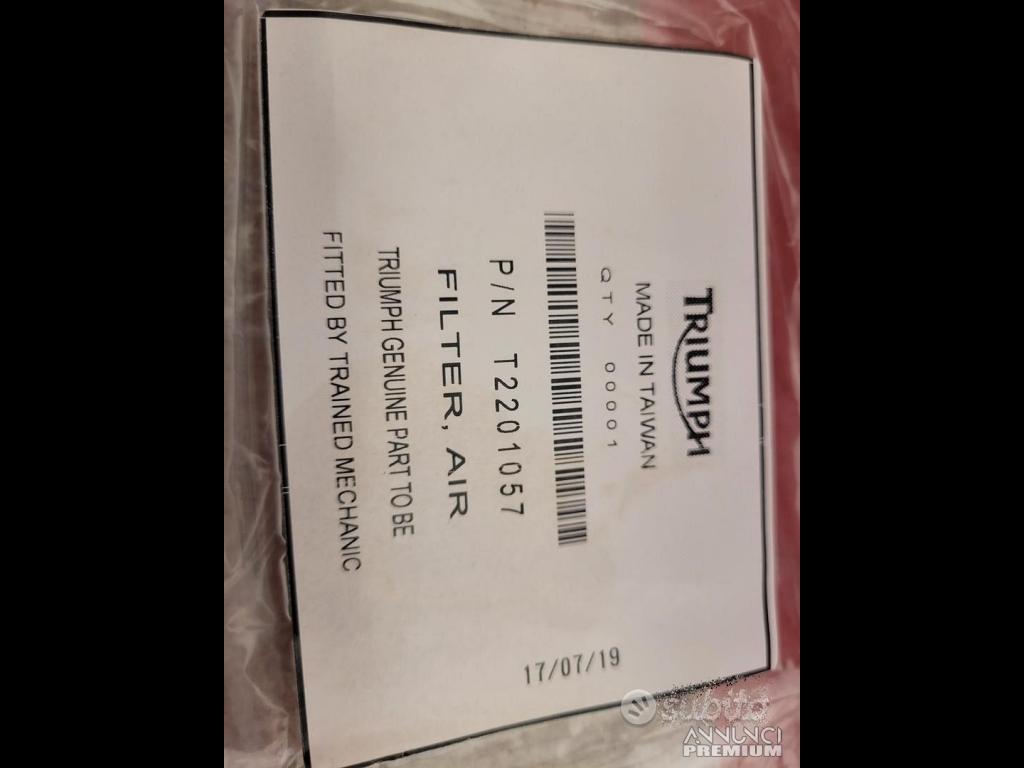 TRIUMPH
MADE IN TAIWAN
QTY 00001
P/N T2201057
FILTER, AIR
TRIUMPH GENUINE PART TO BE
FITTED BY TRAINED MECHANIC
17/07/19
subito
ANNUNCI
PREMIUM